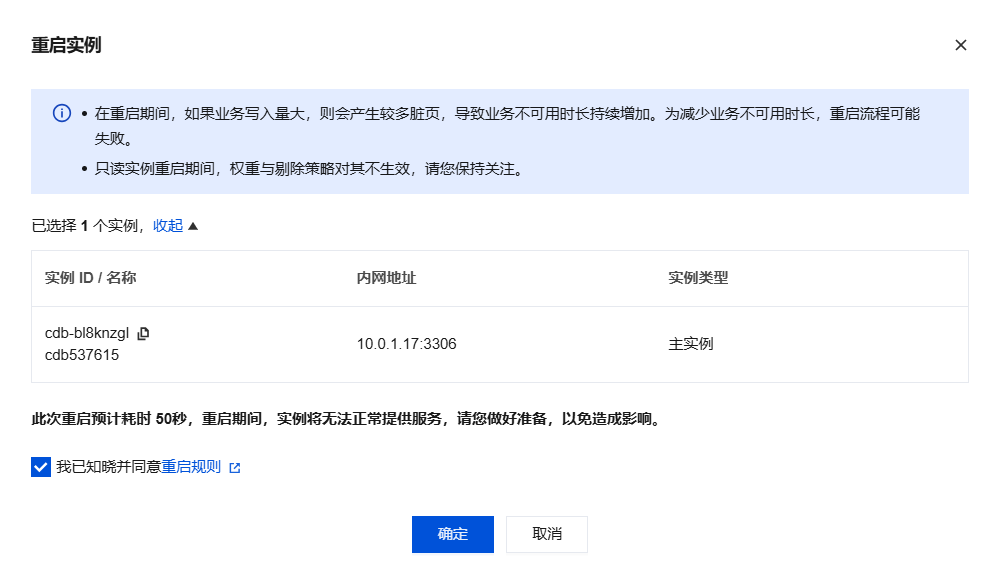 重启实例
在重启期间，如果业务写入量大，则会产生较多脏页，导致业务不可用时长持续增加。为减少业务不可用时长，重启流程可能
失败。
只读实例重启期间，权重与剔除策略对其不生效，请您保持关注。
已选择 1 个实例，收起
实例 ID / 名称 内网地址 实例类型
cdb-bl8knzgl
cdb537615
10.0.1.17:3306
主实例
此次重启预计耗时 50秒，重启期间，实例将无法正常提供服务，请您做好准备，以免造成影响。
我已知晓并同意重启规则
确定 取消